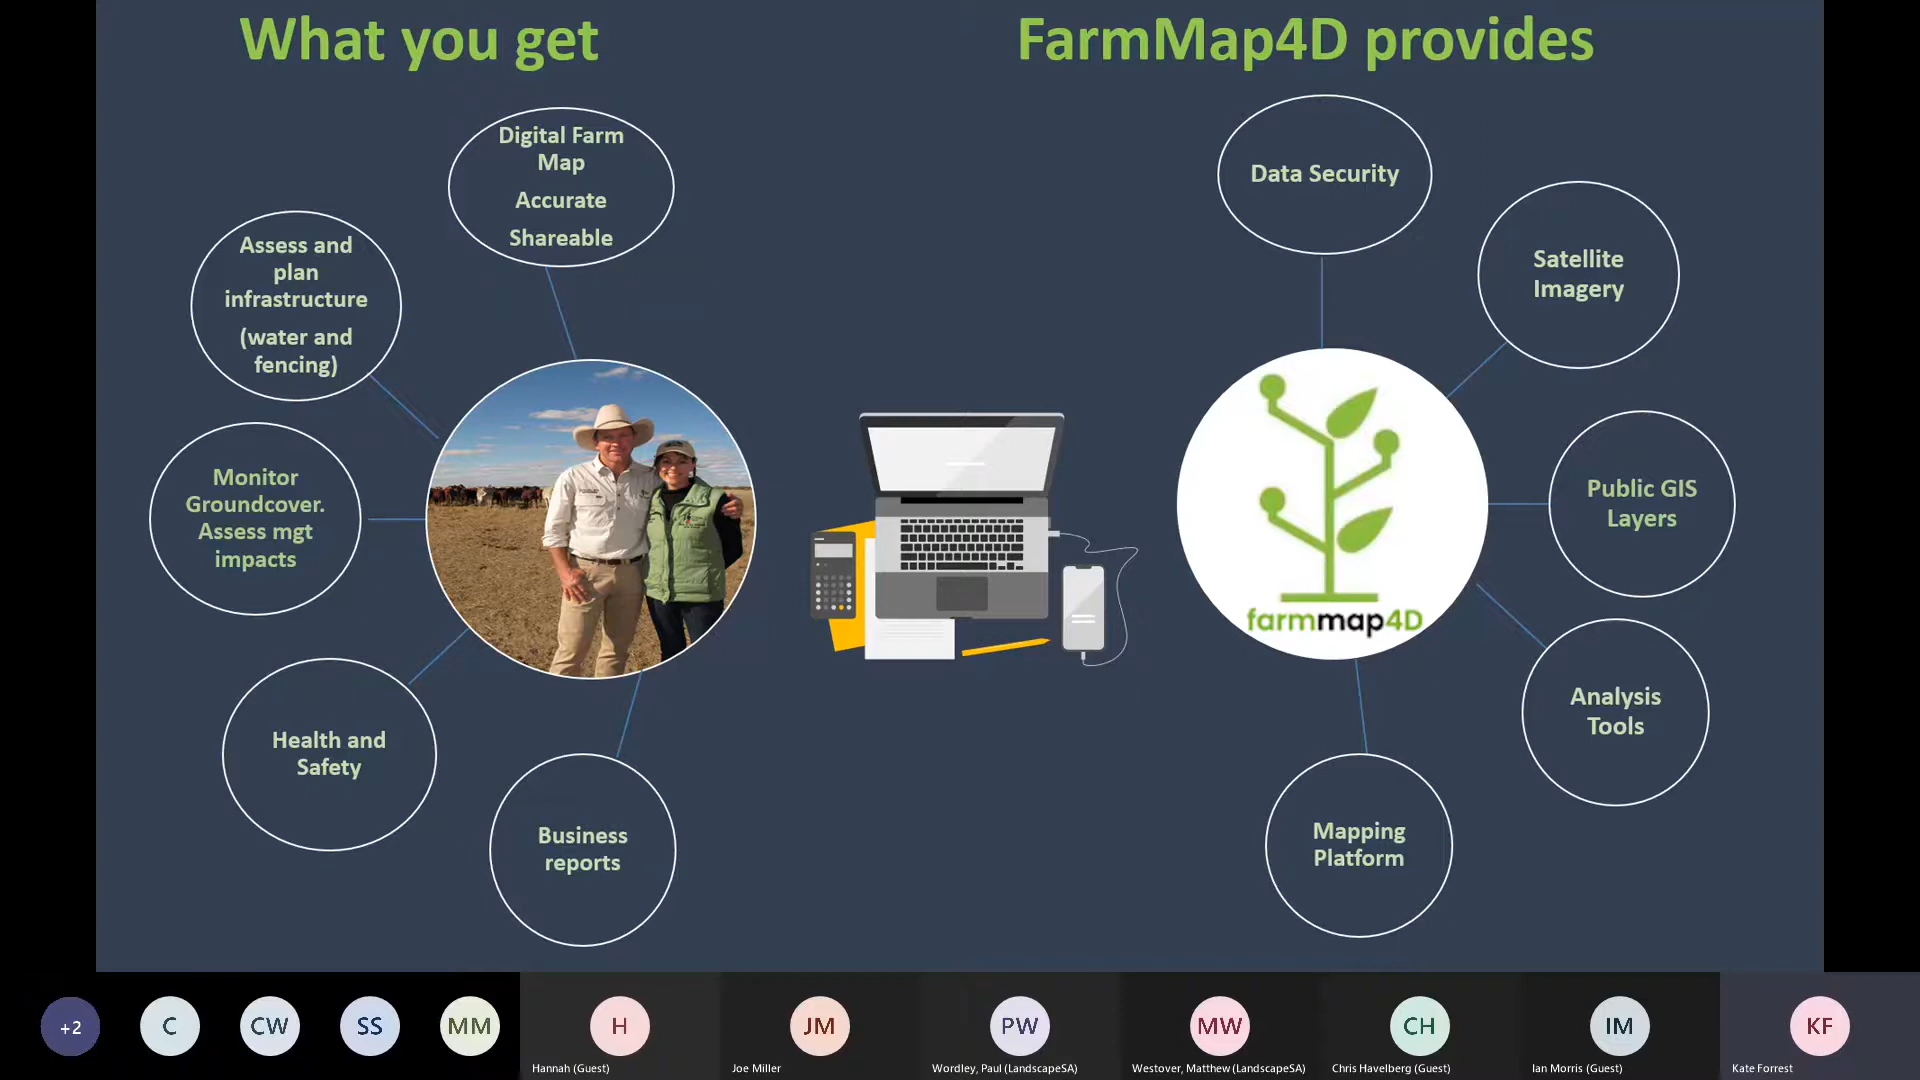 What you get
FarmMap4D provides
Digital Farm
Map
Accurate
Shareable
Assess and
plan
infrastructure
(water and
fencing)
Monitor
Groundcover.
Assess mgt
impacts
Health and
Safety
Business
reports
Data Security
Satellite
Imagery
Public GIS
Layers
Analysis
Tools
Mapping
Platform
farmmap4D
+2
C
CW
SS
MM
H
JM
PW
MW
CH
IM
KF
Hannah (Guest)
Joe Miller
Wordley, Paul (LandscapeSA)
Westover, Matthew (LandscapeSA)
Chris Havelberg (Guest)
Ian Morris (Guest)
Kate Forrest